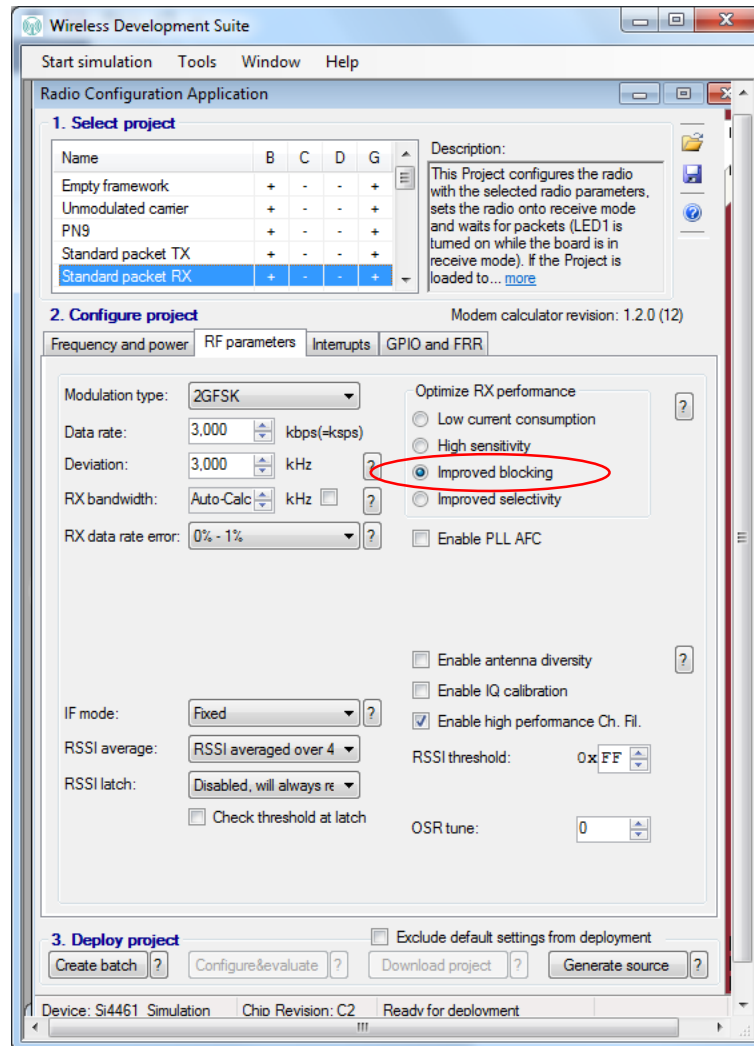 Wireless Development Suite
Start simulation Tools Window Help
Radio Configuration Application
1. Select project
Name B C D G
Empty framework + - - +
Unmodulated carrier + - - +
PN9 + - - +
Standard packet TX + - - +
Standard packet RX + - - +
Description:
This Project configures the radio
with the selected radio parameters,
sets the radio onto receive mode
and waits for packets (LED1 is
turned on while the board is in
receive mode). If the Project is
loaded to... more
2. Configure project
Modem calculator revision: 1.2.0 (12)
Frequency and power RF parameters Interrupts GPIO and FRR
Modulation type: 2GFSK
Data rate: 3,000 kbps(=ksps)
Deviation: 3,000 kHz ?
RX bandwidth: Auto-Calc kHz ?
RX data rate error: 0% - 1% ?
Optimize RX performance ?
Low current consumption
High sensitivity
Improved blocking
Improved selectivity
Enable PLL AFC
Enable antenna diversity ?
Enable IQ calibration
Enable high performance Ch. Fil.
IF mode: Fixed ?
RSSI average: RSSI averaged over 4
RSSI latch: Disabled, will always re
Check threshold at latch
RSSI threshold: 0x FF
OSR tune: 0
3. Deploy project
Exclude default settings from deployment
Create batch ? Configure&evaluate ? Download project ? Generate source ?
Device: Si4461 Simulation Chip Revision: C2 Ready for deployment